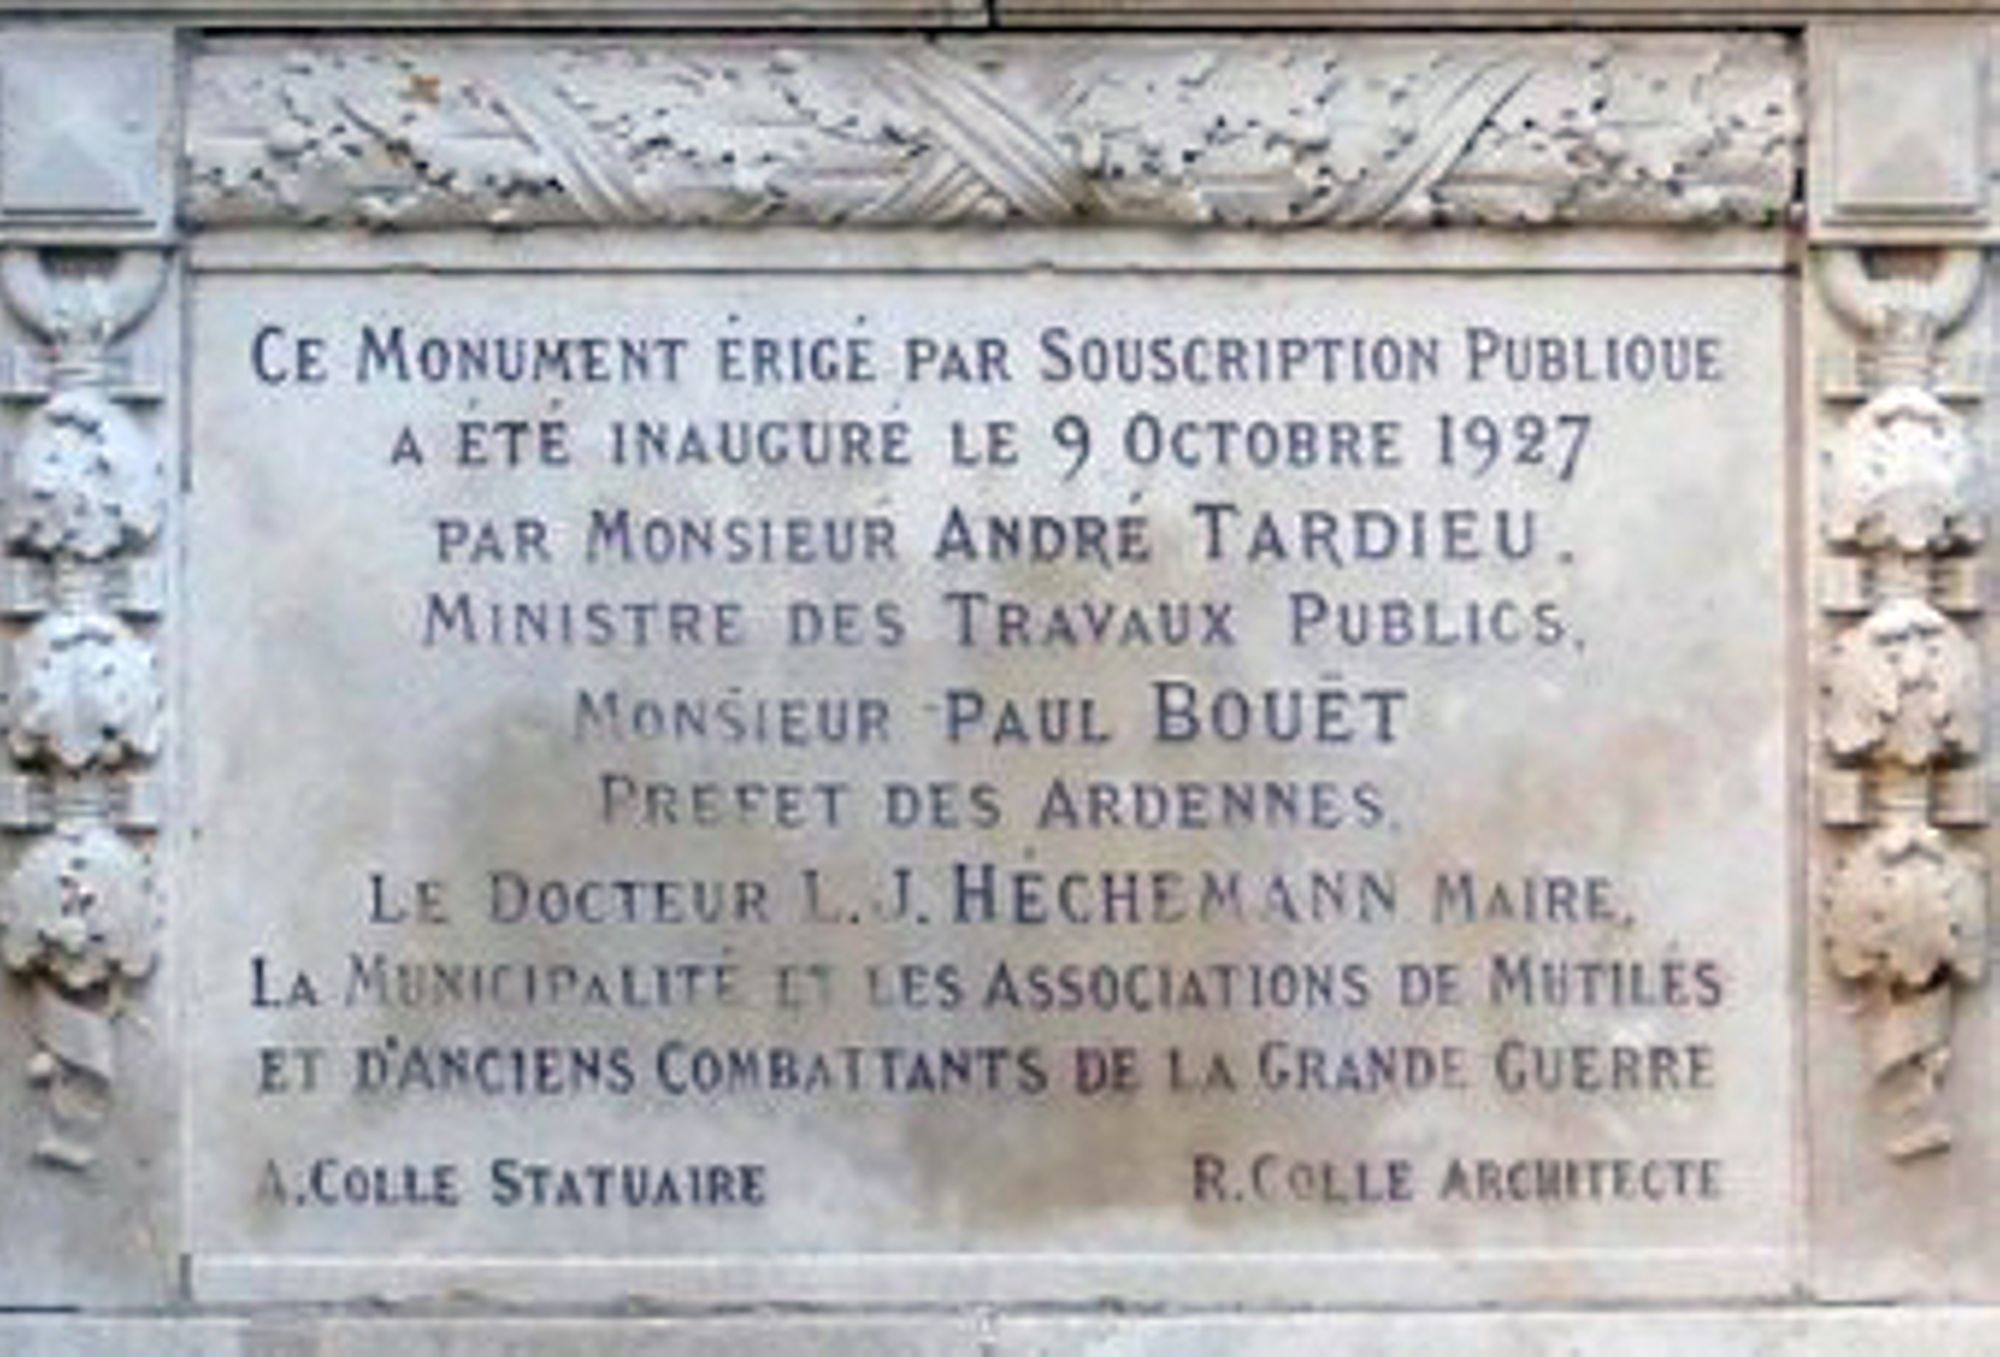 CE MONUMENT ÉRIGÉ PAR SOUSCRIPTION PUBLIQUE
A ÉTÉ INAUGURÉ LE 9 OCTOBRE 1927
PAR MONSIEUR ANDRÉ TARDIEU.
MINISTRE DES TRAVAUX PUBLICS,
MONSIEUR PAUL BOUËT
PREFET DES ARDENNES,
LE DOCTEUR L.J. HÉCHEMANN MAIRE,
LA MUNICIPALITÉ ET LES ASSOCIATIONS DE MUTILÉS
ET D'ANCIENS COMBATTANTS DE LA GRANDE GUERRE
A. COLLE STATUAIRE R. COLLE ARCHITECTE